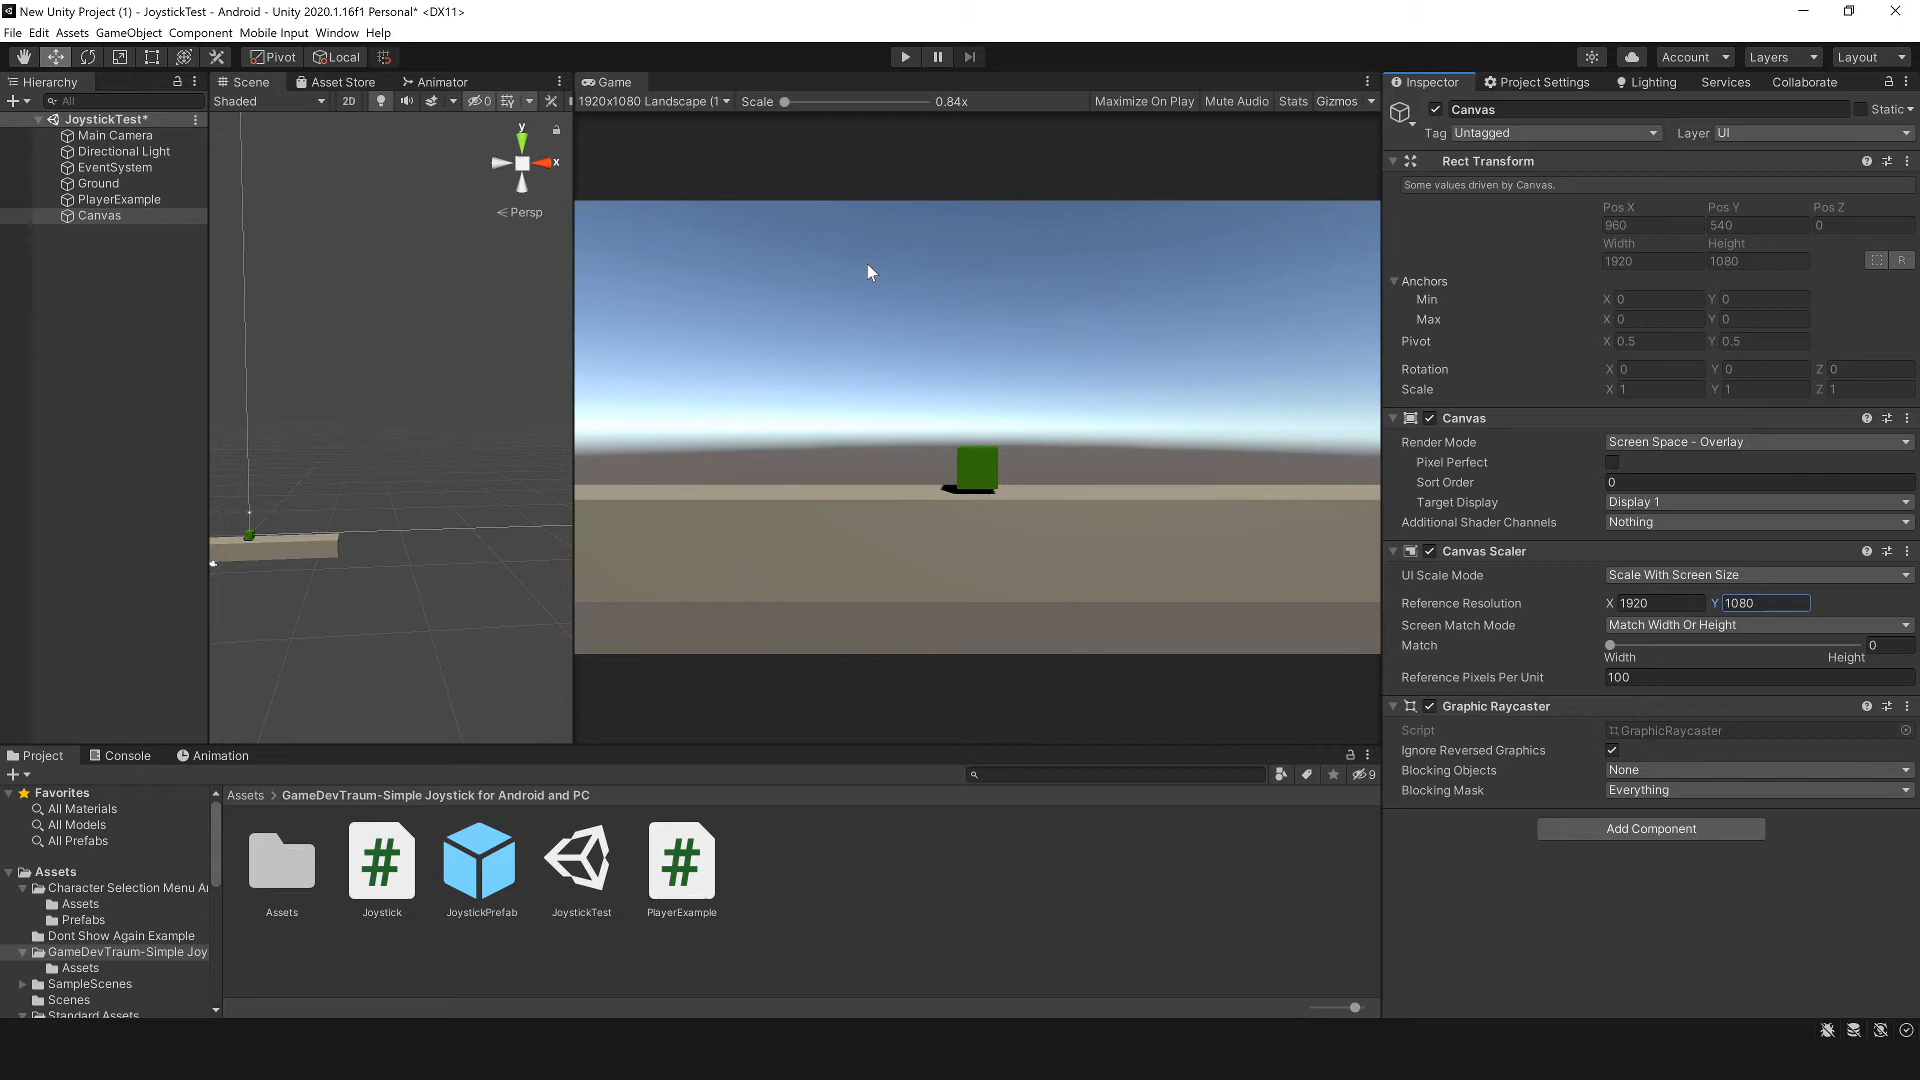 New Unity Project (1) - JoystickTest - Android - Unity 2020.1.16f1 Personal* <DX11>
File Edit Assets GameObject Component Mobile Input Window Help
Pivot Local Account Layers Layout
Hierarchy
All
JoystickTest*
Main Camera
Directional Light
EventSystem
Ground
PlayerExample
Canvas
Scene Asset Store Animator
Shaded 2D 0
y
x
Persp
Game
1920x1080 Landscape (1 Scale 0.84x Maximize On Play Mute Audio Stats Gizmos
Inspector Project Settings Lighting Services Collaborate
Canvas Static
Tag Untagged Layer UI
Rect Transform
Some values driven by Canvas.
Pos X Pos Y Pos Z
960 540 0
Width Height
1920 1080 R
Anchors
Min X 0 Y 0
Max X 0 Y 0
Pivot X 0.5 Y 0.5
Rotation X 0 Y 0 Z 0
Scale X 1 Y 1 Z 1
Canvas
Render Mode Screen Space - Overlay
Pixel Perfect
Sort Order 0
Target Display Display 1
Additional Shader Channels Nothing
Canvas Scaler
UI Scale Mode Scale With Screen Size
Reference Resolution X 1920 Y 1080
Screen Match Mode Match Width Or Height
Match 0
Width Height
Reference Pixels Per Unit 100
Graphic Raycaster
Script GraphicRaycaster
Ignore Reversed Graphics
Blocking Objects None
Blocking Mask Everything
Add Component
Project Console Animation
9
Favorites
All Materials
All Models
All Prefabs
Assets
Character Selection Menu Ar
Assets
Prefabs
Dont Show Again Example
GameDevTraum-Simple Joy
Assets
SampleScenes
Scenes
Standard Assets
Assets GameDevTraum-Simple Joystick for Android and PC
Assets Joystick JoystickPrefab JoystickTest PlayerExample